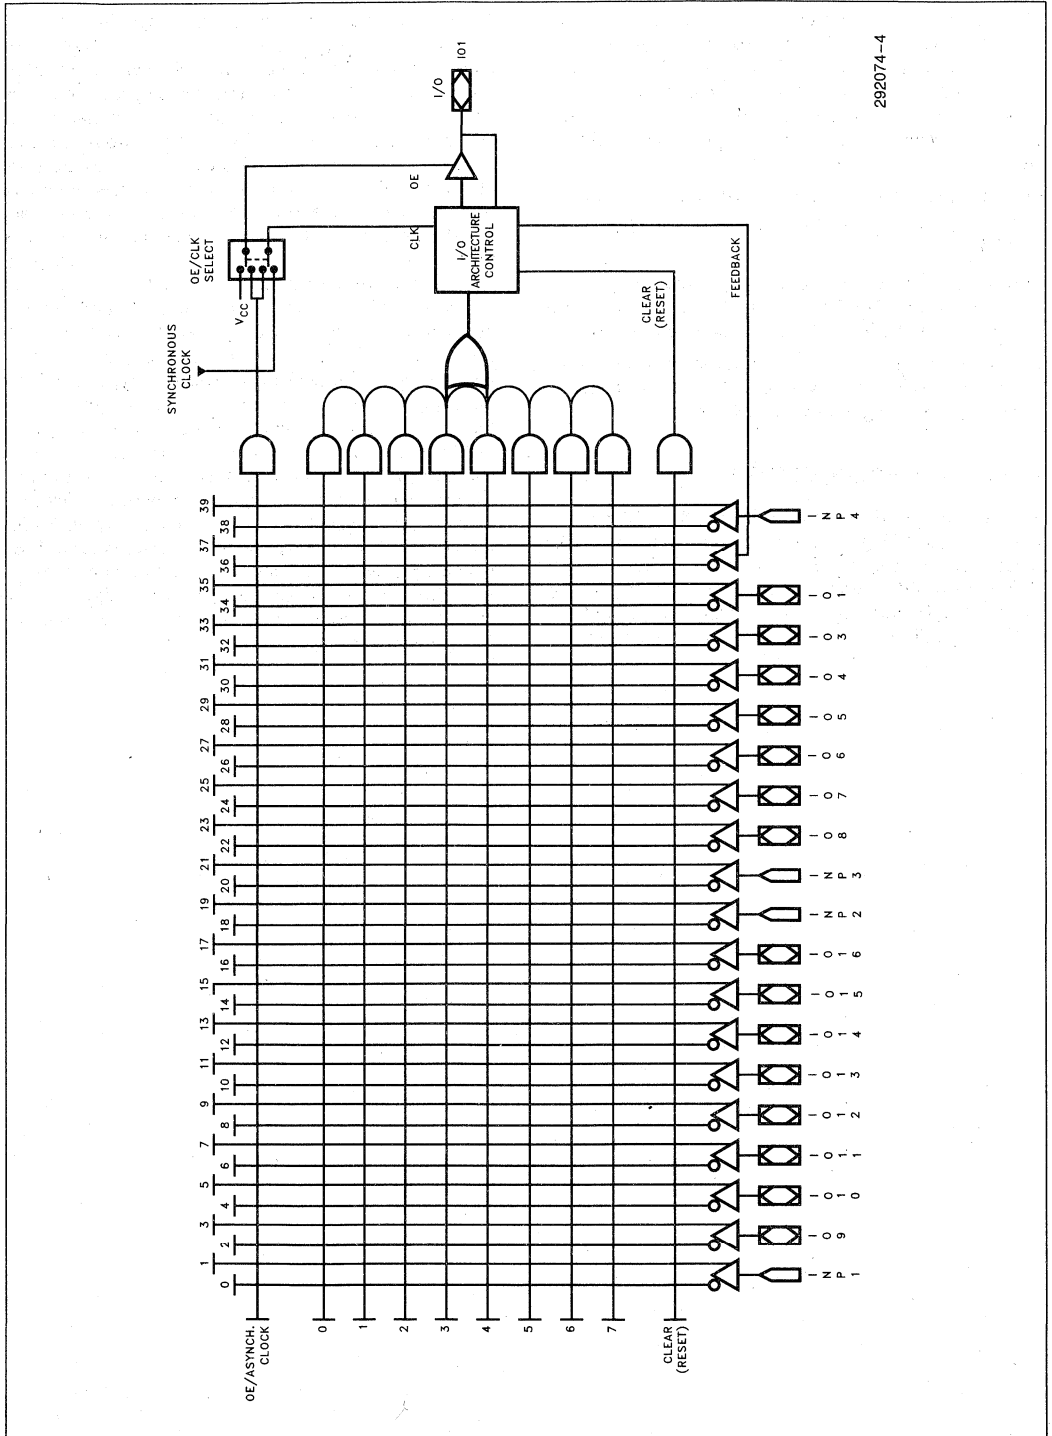 292074-4
I/O
IO1
OE
OE/CLK
SELECT
VCC
SYNCHRONOUS
CLOCK
CLK
I/O
ARCHITECTURE
CONTROL
CLEAR
(RESET)
FEEDBACK
0
1
2
3
4
5
6
7
8
9
10
11
12
13
14
15
16
17
18
19
20
21
22
23
24
25
26
27
28
29
30
31
32
33
34
35
36
37
38
39
OE/ASYNCH.
CLOCK
0
1
2
3
4
5
6
7
CLEAR
(RESET)
INP1
IO9
IO10
IO11
IO12
IO13
IO14
IO15
IO16
INP2
INP3
IO8
IO7
IO6
IO5
IO4
IO3
IO1
INP4